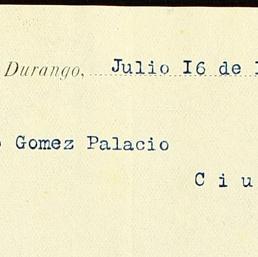 Durango, Julio 16 de
Gomez Palacio
C i u